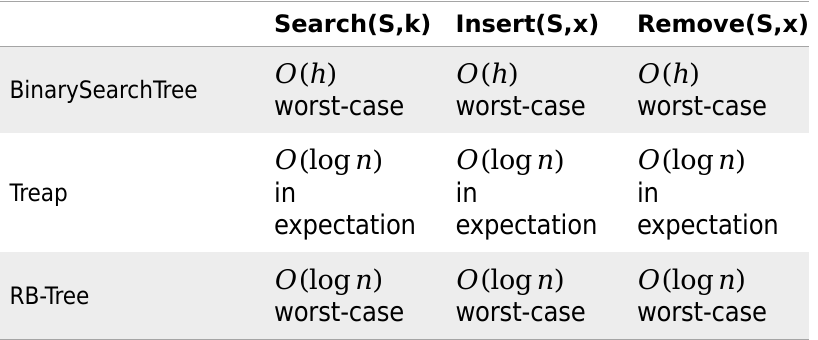 Search(S,k) Insert(S,x) Remove(S,x)
BinarySearchTree
O(h) worst-case
O(h) worst-case
O(h) worst-case
Treap
O(log n) in expectation
O(log n) in expectation
O(log n) in expectation
RB-Tree
O(log n) worst-case
O(log n) worst-case
O(log n) worst-case